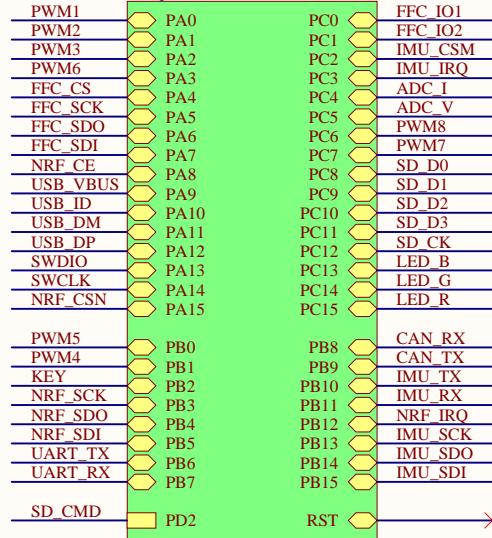 PWM1 PA0 PC0 FFC_IO1
PWM2 PA1 PC1 FFC_IO2
PWM3 PA2 PC2 IMU_CSM
PWM6 PA3 PC3 IMU_IRQ
FFC_CS PA4 PC4 ADC_I
FFC_SCK PA5 PC5 ADC_V
FFC_SDO PA6 PC6 PWM8
FFC_SDI PA7 PC7 PWM7
NRF_CE PA8 PC8 SD_D0
USB_VBUS PA9 PC9 SD_D1
USB_ID PA10 PC10 SD_D2
USB_DM PA11 PC11 SD_D3
USB_DP PA12 PC12 SD_CK
SWDIO PA13 PC13 LED_B
SWCLK PA14 PC14 LED_G
NRF_CSN PA15 PC15 LED_R
PWM5 PB0 PB8 CAN_RX
PWM4 PB1 PB9 CAN_TX
KEY PB2 PB10 IMU_TX
NRF_SCK PB3 PB11 IMU_RX
NRF_SDO PB4 PB12 NRF_IRQ
NRF_SDI PB5 PB13 IMU_SCK
UART_TX PB6 PB14 IMU_SDO
UART_RX PB7 PB15 IMU_SDI
SD_CMD PD2 RST